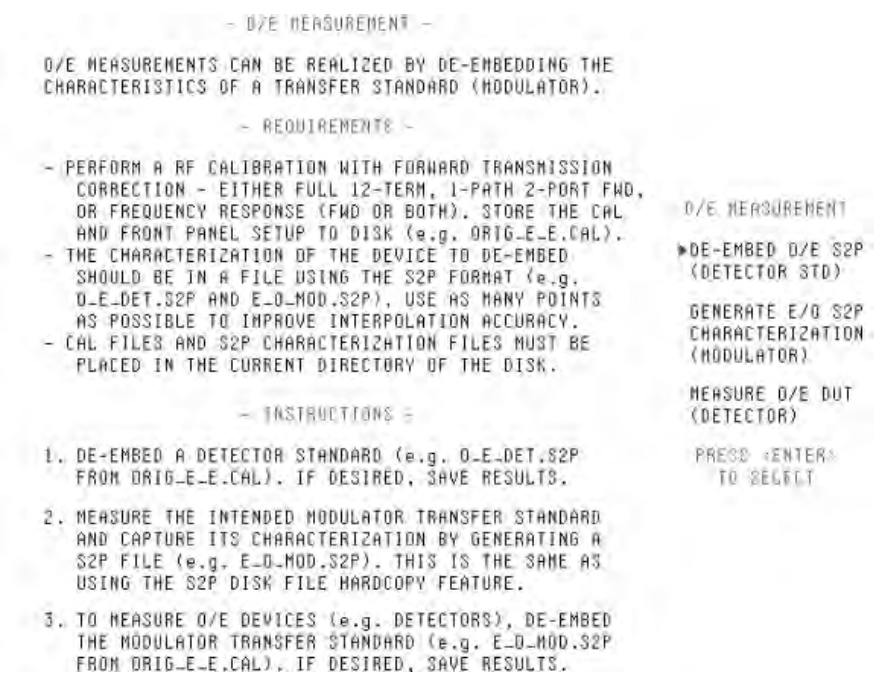 - O/E MEASUREMENT -
O/E MEASUREMENTS CAN BE REALIZED BY DE-EMBEDDING THE
CHARACTERISTICS OF A TRANSFER STANDARD (MODULATOR).
- REQUIREMENTS -
- PERFORM A RF CALIBRATION WITH FORWARD TRANSMISSION
CORRECTION - EITHER FULL 12-TERM, 1-PATH 2-PORT FWD,
OR FREQUENCY RESPONSE (FWD OR BOTH). STORE THE CAL
AND FRONT PANEL SETUP TO DISK (e.g. ORIG_E_E.CAL).
- THE CHARACTERIZATION OF THE DEVICE TO DE-EMBED
SHOULD BE IN A FILE USING THE S2P FORMAT (e.g.
O_E_DET.S2P AND E_O_MOD.S2P), USE AS MANY POINTS
AS POSSIBLE TO IMPROVE INTERPOLATION ACCURACY.
- CAL FILES AND S2P CHARACTERIZATION FILES MUST BE
PLACED IN THE CURRENT DIRECTORY OF THE DISK.
- INSTRUCTIONS -
1. DE-EMBED A DETECTOR STANDARD (e.g. O_E_DET.S2P
FROM ORIG_E_E.CAL). IF DESIRED, SAVE RESULTS.
2. MEASURE THE INTENDED MODULATOR TRANSFER STANDARD
AND CAPTURE ITS CHARACTERIZATION BY GENERATING A
S2P FILE (e.g. E_O_MOD.S2P). THIS IS THE SAME AS
USING THE S2P DISK FILE HARDCOPY FEATURE.
3. TO MEASURE O/E DEVICES (e.g. DETECTORS), DE-EMBED
THE MODULATOR TRANSFER STANDARD (e.g. E_O_MOD.S2P
FROM ORIG_E_E.CAL). IF DESIRED, SAVE RESULTS.
O/E MEASUREMENT
▶DE-EMBED O/E S2P
(DETECTOR STD)
GENERATE E/O S2P
CHARACTERIZATION
(MODULATOR)
MEASURE O/E DUT
(DETECTOR)
PRESS <ENTER>
TO SELECT